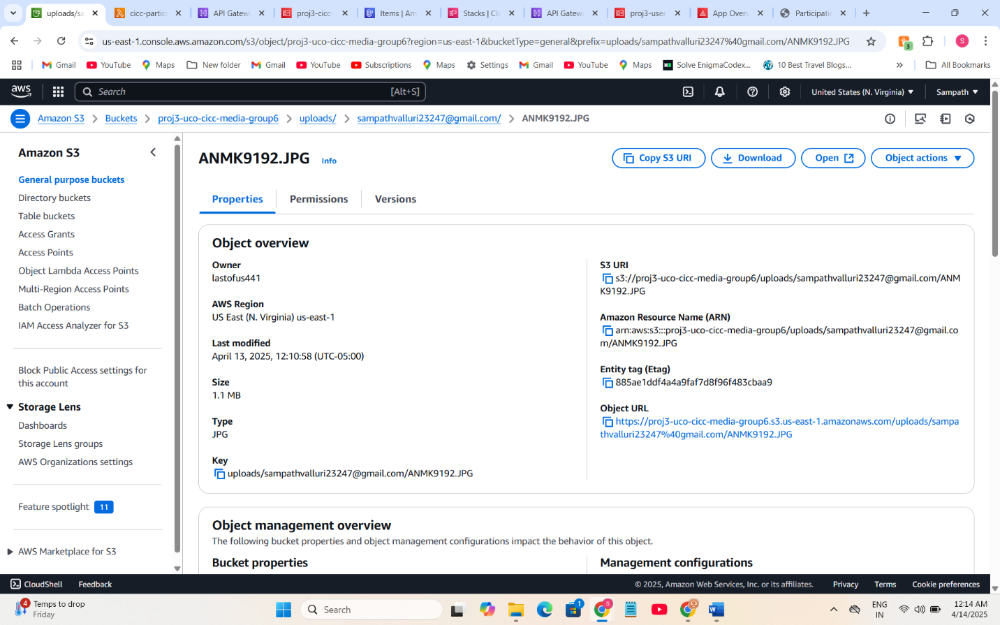 uploads/sa
cicc-partici
API Gatewa
proj3-cicc-
Items | Am
Stacks | Clo
API Gatewa
proj3-user
App Overv
Participatio
us-east-1.console.aws.amazon.com/s3/object/proj3-uco-cicc-media-group6?region=us-east-1&bucketType=general&prefix=uploads/sampathvalluri23247%40gmail.com/ANMK9192.JPG
3
S
Gmail
YouTube
Maps
New folder
Gmail
YouTube
Subscriptions
Maps
Settings
Gmail
YouTube
Maps
Solve EnigmaCodex...
10 Best Travel Blogs...
»
All Bookmarks
aws
Search
[Alt+S]
United States (N. Virginia)
Sampath
Amazon S3
Buckets
proj3-uco-cicc-media-group6
uploads/
sampathvalluri23247@gmail.com/
ANMK9192.JPG
Amazon S3
General purpose buckets
Directory buckets
Table buckets
Access Grants
Access Points
Object Lambda Access Points
Multi-Region Access Points
Batch Operations
IAM Access Analyzer for S3
Block Public Access settings for
this account
Storage Lens
Dashboards
Storage Lens groups
AWS Organizations settings
Feature spotlight 11
AWS Marketplace for S3
ANMK9192.JPG Info
Copy S3 URI
Download
Open
Object actions
Properties
Permissions
Versions
Object overview
Owner
lastofus441
AWS Region
US East (N. Virginia) us-east-1
Last modified
April 13, 2025, 12:10:58 (UTC-05:00)
Size
1.1 MB
Type
JPG
Key
uploads/sampathvalluri23247@gmail.com/ANMK9192.JPG
S3 URI
s3://proj3-uco-cicc-media-group6/uploads/sampathvalluri23247@gmail.com/ANM
K9192.JPG
Amazon Resource Name (ARN)
arn:aws:s3:::proj3-uco-cicc-media-group6/uploads/sampathvalluri23247@gmail.co
m/ANMK9192.JPG
Entity tag (Etag)
885ae1ddf4a4a9faf7d8f96f483cbaa9
Object URL
https://proj3-uco-cicc-media-group6.s3.us-east-1.amazonaws.com/uploads/sampa
thvalluri23247%40gmail.com/ANMK9192.JPG
Object management overview
The following bucket properties and object management configurations impact the behavior of this object.
Bucket properties
Management configurations
CloudShell
Feedback
© 2025, Amazon Web Services, Inc. or its affiliates.
Privacy
Terms
Cookie preferences
4
Temps to drop
Friday
Search
1
S
ENG
IN
12:14 AM
4/14/2025